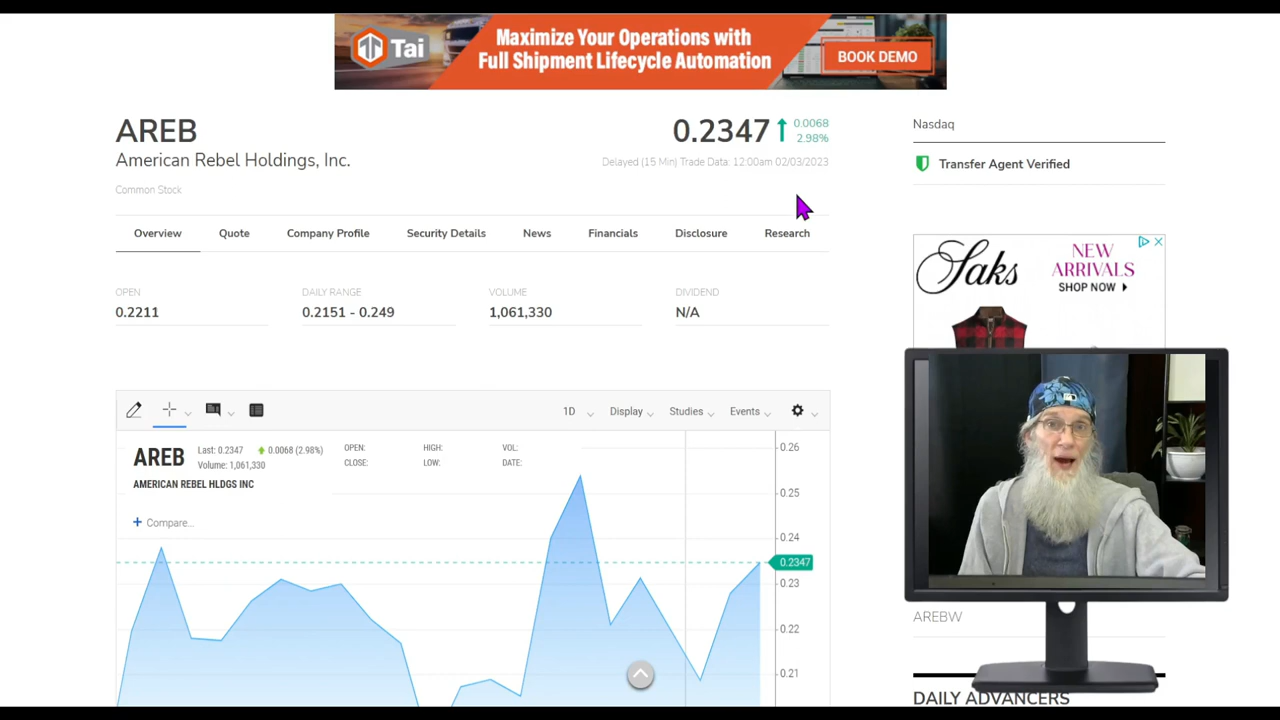 Tai
Maximize Your Operations with
Full Shipment Lifecycle Automation
BOOK DEMO
AREB
American Rebel Holdings, Inc.
Common Stock
0.2347
0.0068
2.98%
Delayed (15 Min) Trade Data: 12:00am 02/03/2023
Nasdaq
Transfer Agent Verified
Overview
Quote
Company Profile
Security Details
News
Financials
Disclosure
Research
OPEN
0.2211
DAILY RANGE
0.2151 - 0.249
VOLUME
1,061,330
DIVIDEND
N/A
Saks
NEW
ARRIVALS
SHOP NOW
1D
Display
Studies
Events
AREB
Last: 0.2347
0.0068 (2.98%)
Volume: 1,061,330
AMERICAN REBEL HLDGS INC
OPEN:
HIGH:
VOL:
CLOSE:
LOW:
DATE:
+ Compare...
0.26
0.25
0.24
0.2347
0.23
0.22
0.21
AREBW
DAILY ADVANCERS